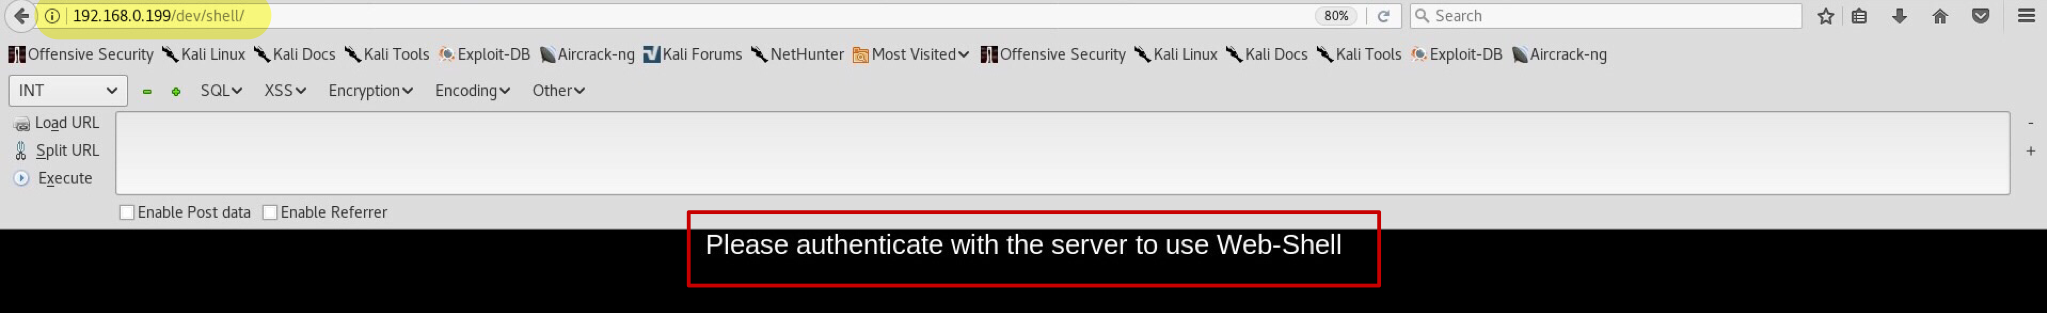 192.168.0.199/dev/shell/ 80% Search
Offensive Security Kali Linux Kali Docs Kali Tools Exploit-DB Aircrack-ng Kali Forums NetHunter Most Visited Offensive Security Kali Linux Kali Docs Kali Tools Exploit-DB Aircrack-ng
INT SQL XSS Encryption Encoding Other
Load URL -
Split URL +
Execute
Enable Post data Enable Referrer
Please authenticate with the server to use Web-Shell